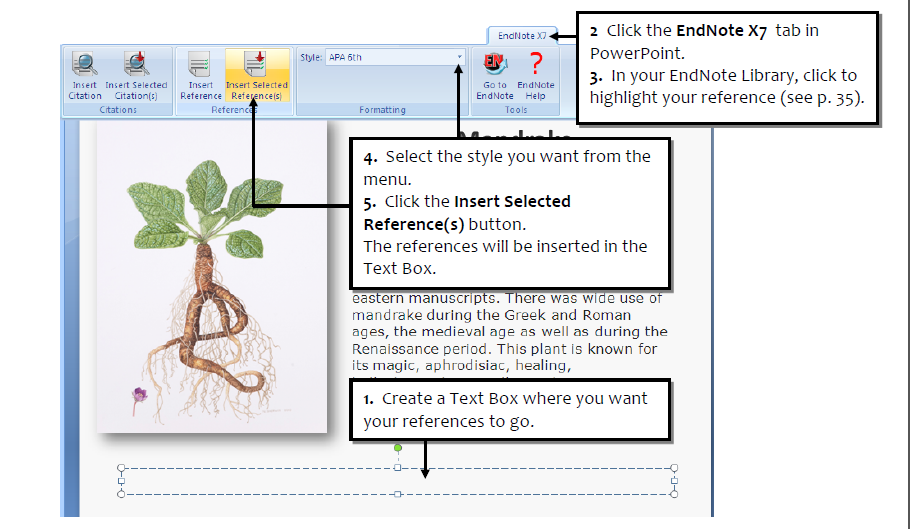 EndNote X7
Style: APA 6th
Insert Citation
Insert Selected Citation(s)
Insert Reference
Insert Selected Reference(s)
Go to EndNote
EndNote Help
Citations
References
Formatting
Tools
2 Click the EndNote X7 tab in
PowerPoint.
3. In your EndNote Library, click to
highlight your reference (see p. 35).
Mandrake
4. Select the style you want from the
menu.
5. Click the Insert Selected
Reference(s) button.
The references will be inserted in the
Text Box.
eastern manuscripts. There was wide use of
mandrake during the Greek and Roman
ages, the medieval age as well as during the
Renaissance period. This plant is known for
its magic, aphrodisiac, healing,
1. Create a Text Box where you want
your references to go.